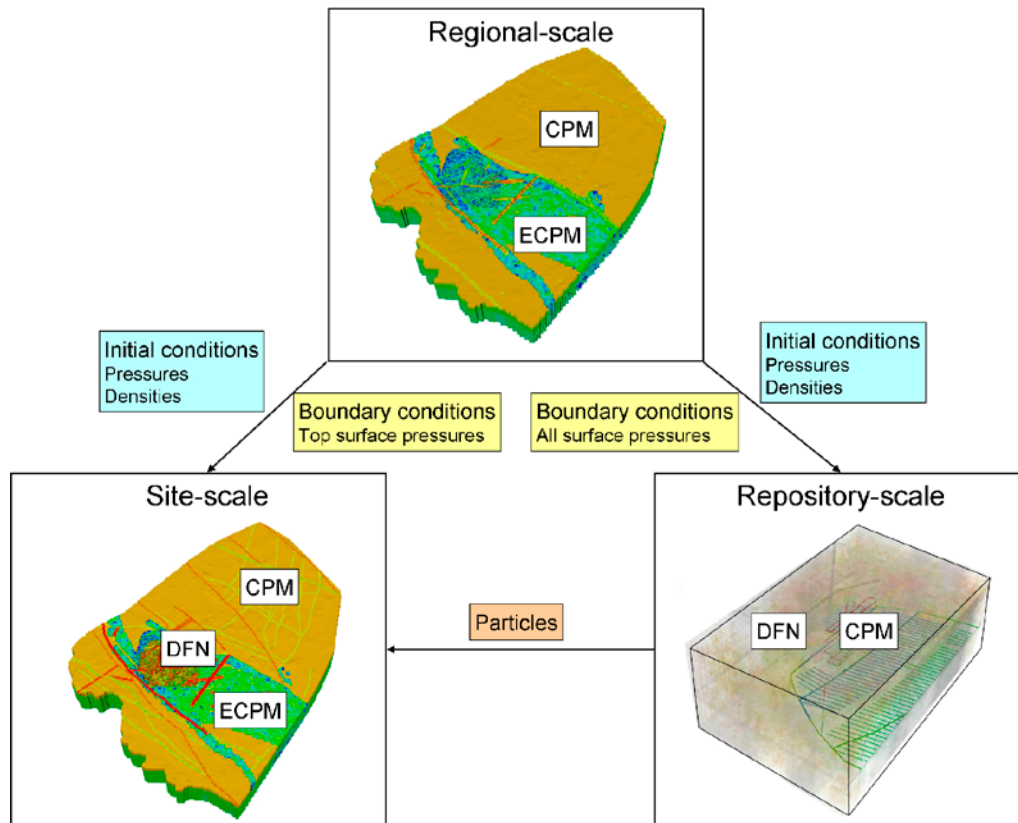 Regional-scale
CPM
ECPM
Initial conditions
Pressures
Densities
Boundary conditions
Top surface pressures
Boundary conditions
All surface pressures
Initial conditions
Pressures
Densities
Site-scale
CPM
DFN
ECPM
Particles
Repository-scale
DFN
CPM